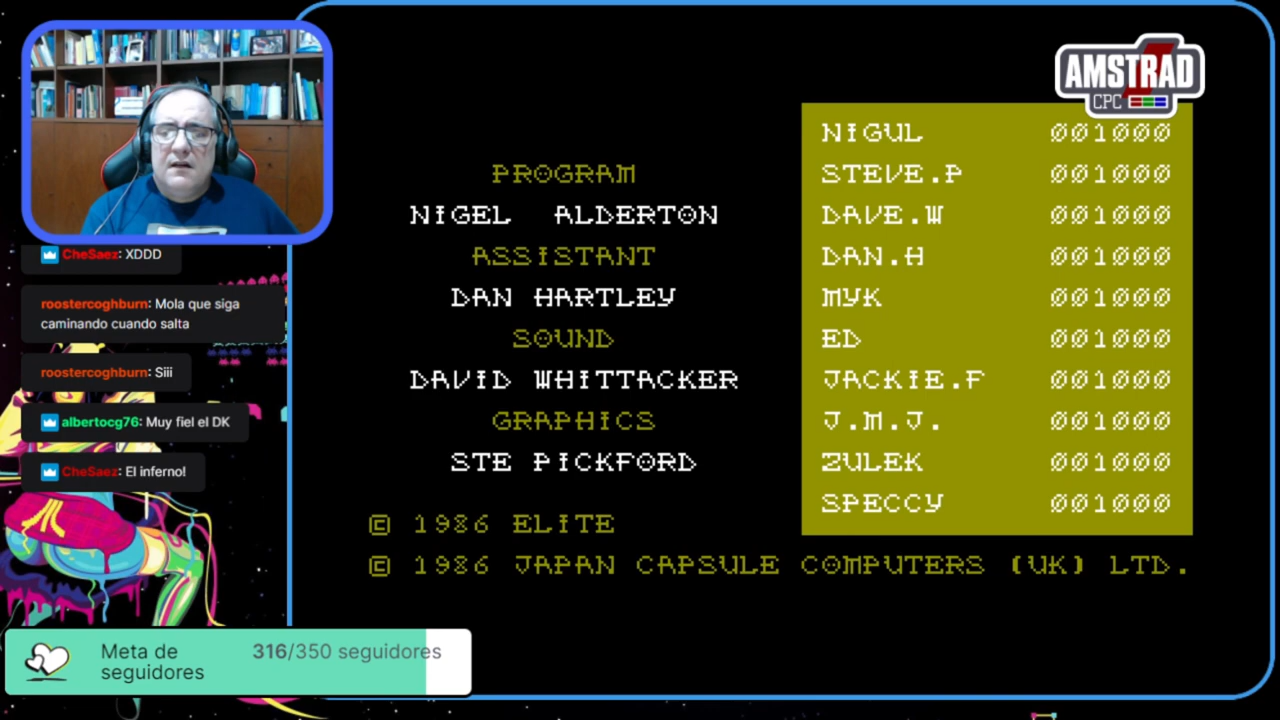 CheSaez: XDDD
roostercoghburn: Mola que siga
caminando cuando salta
roostercoghburn: Siii
albertocg76: Muy fiel el DK
CheSaez: El inferno!
Meta de
seguidores
316/350 seguidores
PROGRAM
NIGEL ALDERTON
ASSISTANT
DAN HARTLEY
SOUND
DAVID WHITTACKER
GRAPHICS
STE PICKFORD
© 1986 ELITE
© 1986 JAPAN CAPSULE COMPUTERS (UK) LTD.
AMSTRAD
CPC
NIGUL 001000
STEVE.P 001000
DAVE.W 001000
DAN.H 001000
MYK 001000
ED 001000
JACKIE.F 001000
J.M.J. 001000
ZULEK 001000
SPECCY 001000